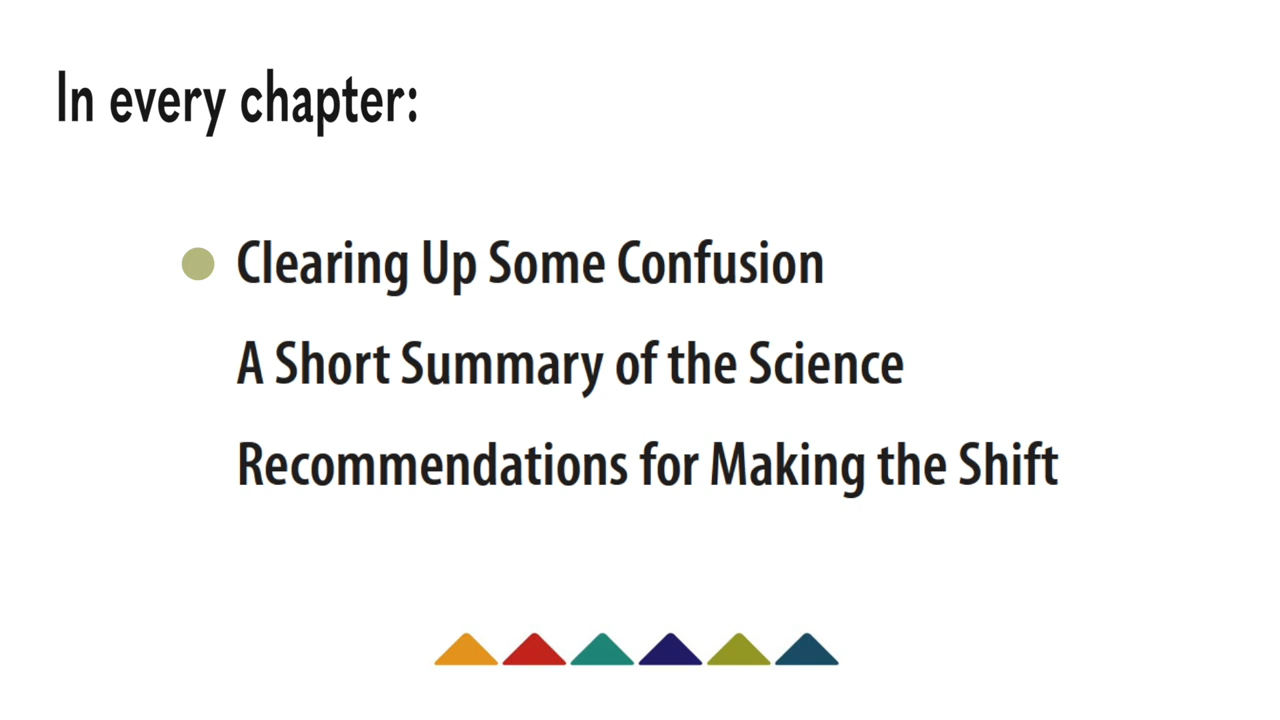 In every chapter:
Clearing Up Some Confusion
A Short Summary of the Science
Recommendations for Making the Shift